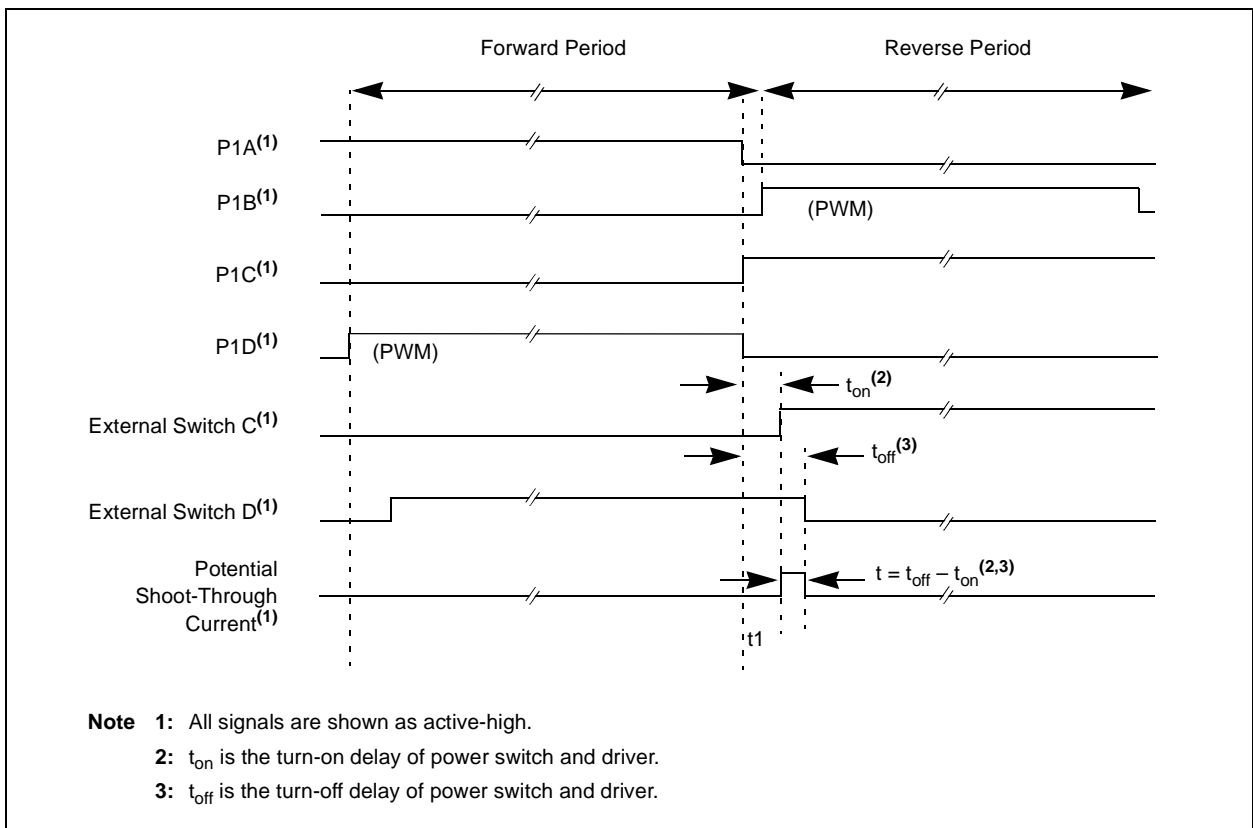 Forward Period
Reverse Period
P1A(1)
P1B(1)
(PWM)
P1C(1)
P1D(1)
(PWM)
ton(2)
External Switch C(1)
toff(3)
External Switch D(1)
Potential
Shoot-Through
Current(1)
t = toff – ton(2,3)
t1
Note 1: All signals are shown as active-high.
2: ton is the turn-on delay of power switch and driver.
3: toff is the turn-off delay of power switch and driver.